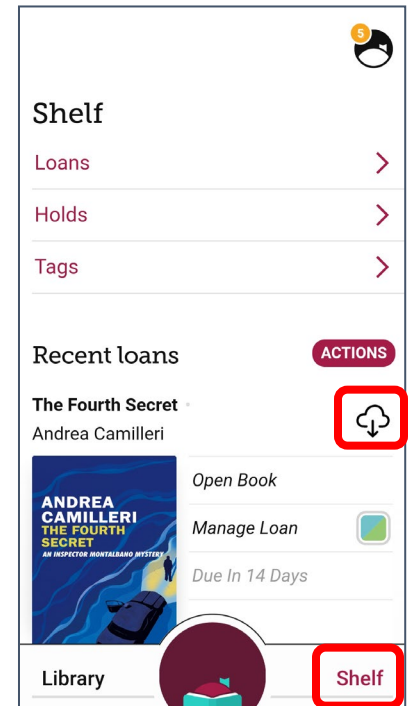 5
Shelf
Loans
Holds
Tags
Recent loans
ACTIONS
The Fourth Secret
Andrea Camilleri
Open Book
ANDREA
CAMILLERI
THE FOURTH
SECRET
AN INSPECTOR MONTALBANO MYSTERY
Manage Loan
Due In 14 Days
Library
Shelf